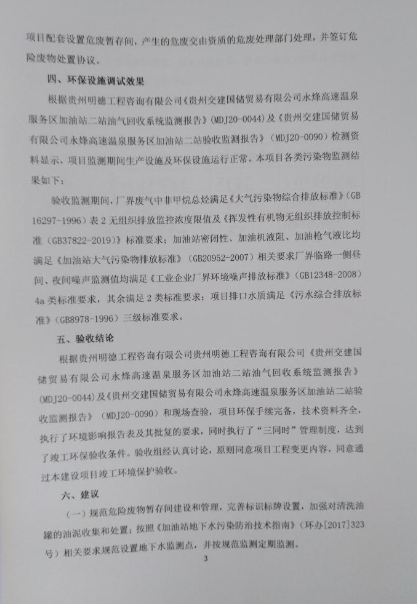 项目配套设置危废暂存间，产生的危废交由资质的危废处理部门处理，并签订危
险废物处置协议。
四、环保设施调试效果
根据贵州明德工程咨询有限公司《贵州交建国储贸易有限公司永烽高速温泉
服务区加油站二站油气回收系统监测报告》（MDJ20-0044）及《贵州交建国储贸易
有限公司永烽高速温泉服务区加油站二站验收监测报告》（MDJ20-0090）检测资
料显示，项目监测期间生产设施及环保设施运行正常。本项目各类污染物监测结
果如下：
验收监测期间，厂界废气中非甲烷总烃满足《大气污染物综合排放标准》（GB
16297-1996）表 2 无组织排放监控浓度限值及《挥发性有机物无组织排放控制标
准（GB37822-2019）》标准要求；加油站密闭性、加油机液阻、加油枪气液比均
满足《加油站大气污染物排放标准》（GB20952-2007）相关要求厂界临路一侧昼
间、夜间噪声监测值均满足《工业企业厂界环境噪声排放标准》（GB12348-2008）
4a 类标准要求，其余满足 2 类标准要求；项目排口水质满足《污水综合排放标
准》（GB8978-1996）三级标准要求。
五、验收结论
根据贵州明德工程咨询有限公司贵州明德工程咨询有限公司《贵州交建国
储贸易有限公司永烽高速温泉服务区加油站二站油气回收系统监测报告》
（MDJ20-0044)及《贵州交建国储贸易有限公司永烽高速温泉服务区加油站二站验
收监测报告》（MDJ20-0090）和现场查验，项目环保手续完备，技术资料齐全，
执行了环境影响报告表及其批复的要求，同时执行了“三同时”管理制度，达到
了竣工环保验收条件。验收组经认真讨论，原则同意项目工程变更内容，同意通
过本建设项目竣工环境保护验收。
六、建议
（一）规范危险废物暂存间建设和管理，完善标识标牌设置，加强对清洗油
罐的油泥收集和处置；按照《加油站地下水污染防治技术指南》（环办[2017]323
号）相关要求规范设置地下水监测点，并按规范监测定期监测。
3